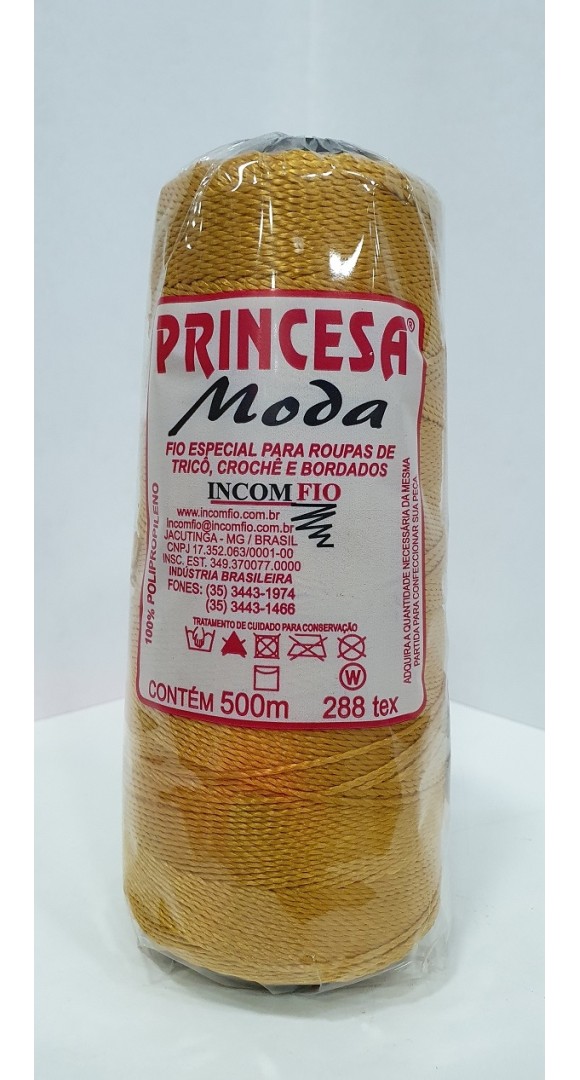 PRINCESA®
Moda
FIO ESPECIAL PARA ROUPAS DE
TRICÔ, CROCHÊ E BORDADOS
INCOMFIO
www.incomfio.com.br
Incomfio@incomfio.com.br
JACUTINGA - MG / BRASIL
CNPJ 17.352.063/0001-00
INSC. EST. 349.370077.0000
INDÚSTRIA BRASILEIRA
FONES: (35) 3443-1974
(35) 3443-1466
TRATAMENTO DE CUIDADO PARA CONSERVAÇÃO
W
CONTÉM 500m 288 tex
100% POLIPROPILENO
ADQUIRA A QUANTIDADE NECESSÁRIA DA MESMA
PARTIDA PARA CONFECCIONAR SUA PEÇA